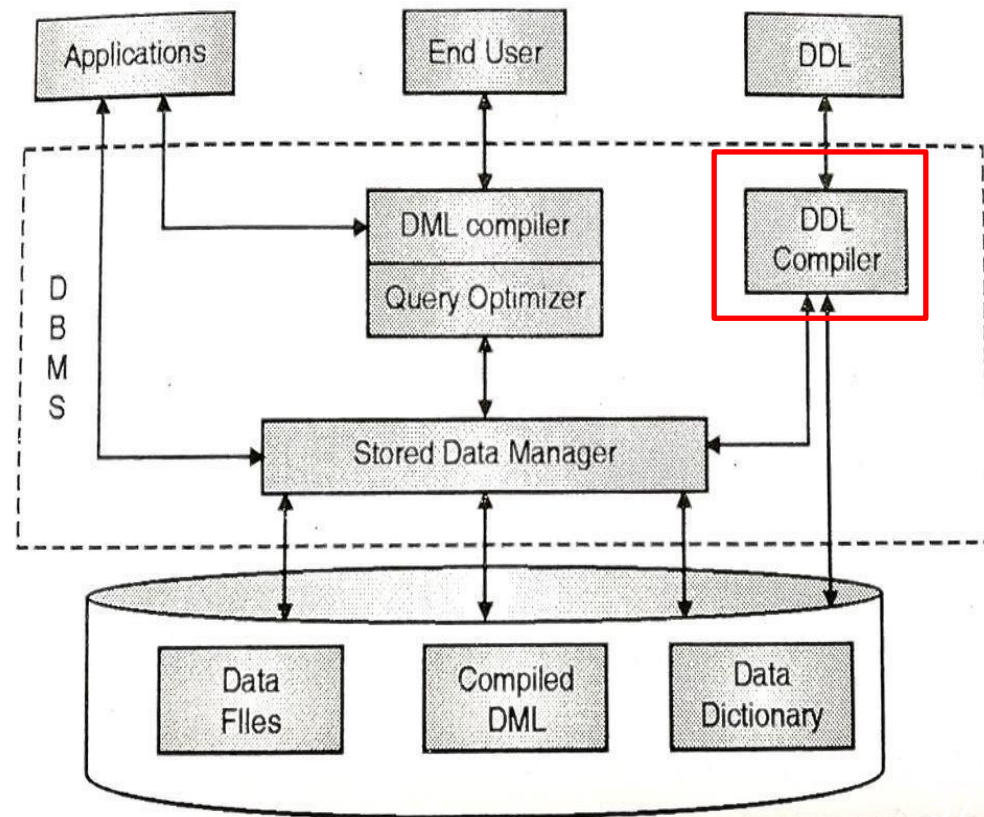 Applications
End User
DDL
DML compiler
Query Optimizer
DDL
Compiler
D
B
M
S
Stored Data Manager
Data
FIles
Compiled
DML
Data
Dictionary